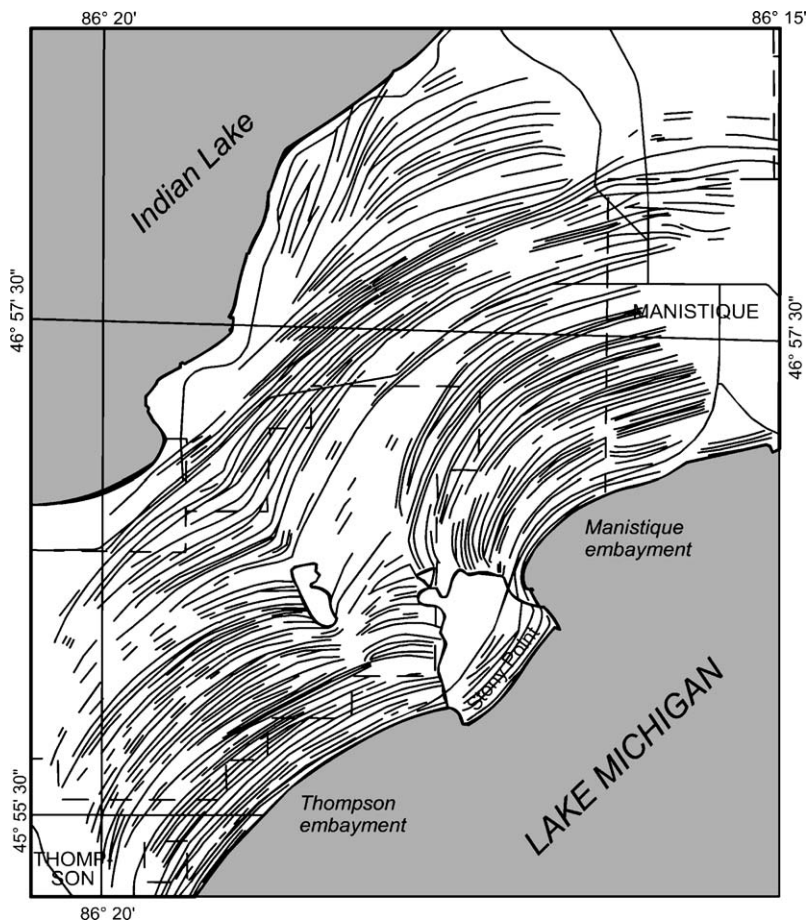 86° 20'
86° 15'
Indian Lake
46° 57' 30"
46° 57' 30"
MANISTIQUE
Manistique
embayment
Stony Point
LAKE MICHIGAN
Thompson
embayment
45° 55' 30"
THOMP-
SON
86° 20'